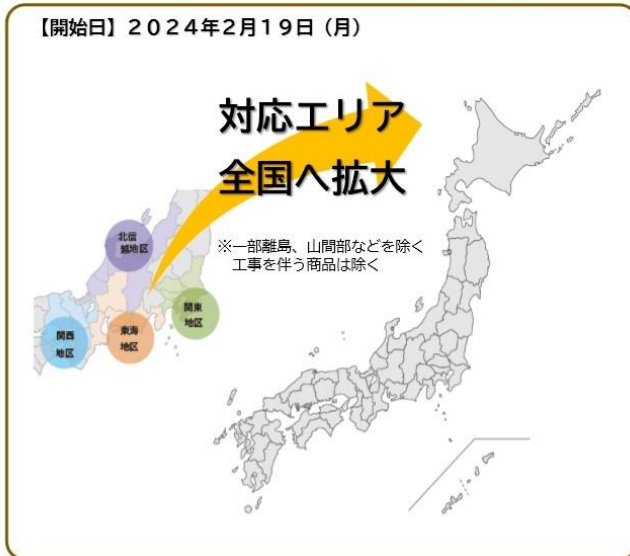 【開始日】２０２４年２月１９日（月）
対応エリア
全国へ拡大
※一部離島、山間部などを除く
工事を伴う商品は除く
北信
越地区
関東
地区
東海
地区
関西
地区